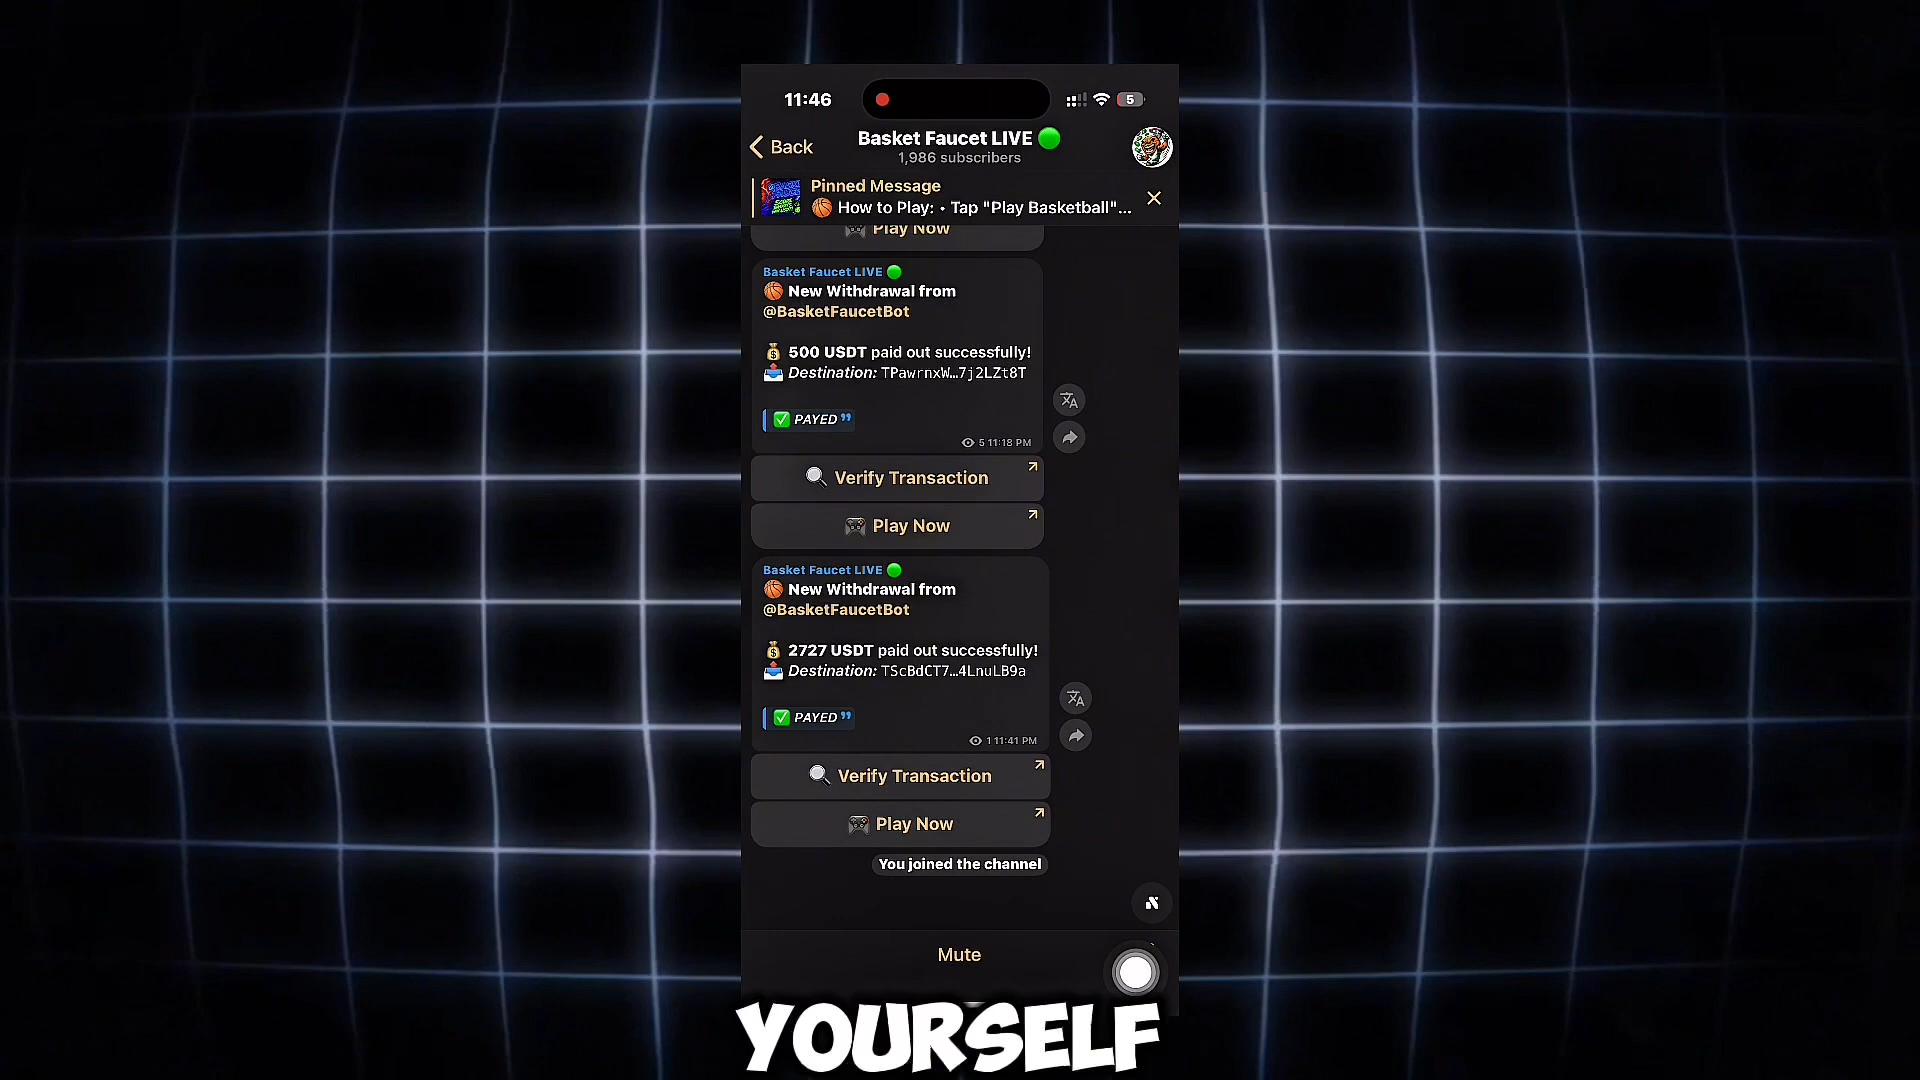 11:46
5
Back
Basket Faucet LIVE
1,986 subscribers
Pinned Message
How to Play: • Tap "Play Basketball"...
Play Now
Basket Faucet LIVE
New Withdrawal from
@BasketFaucetBot
500 USDT paid out successfully!
Destination: TPawrnxW…7j2LZt8T
PAYED
5 11:18 PM
Verify Transaction
Play Now
Basket Faucet LIVE
New Withdrawal from
@BasketFaucetBot
2727 USDT paid out successfully!
Destination: TScBdCT7…4LnuLB9a
PAYED
1 11:41 PM
Verify Transaction
Play Now
You joined the channel
Mute
YOURSELF